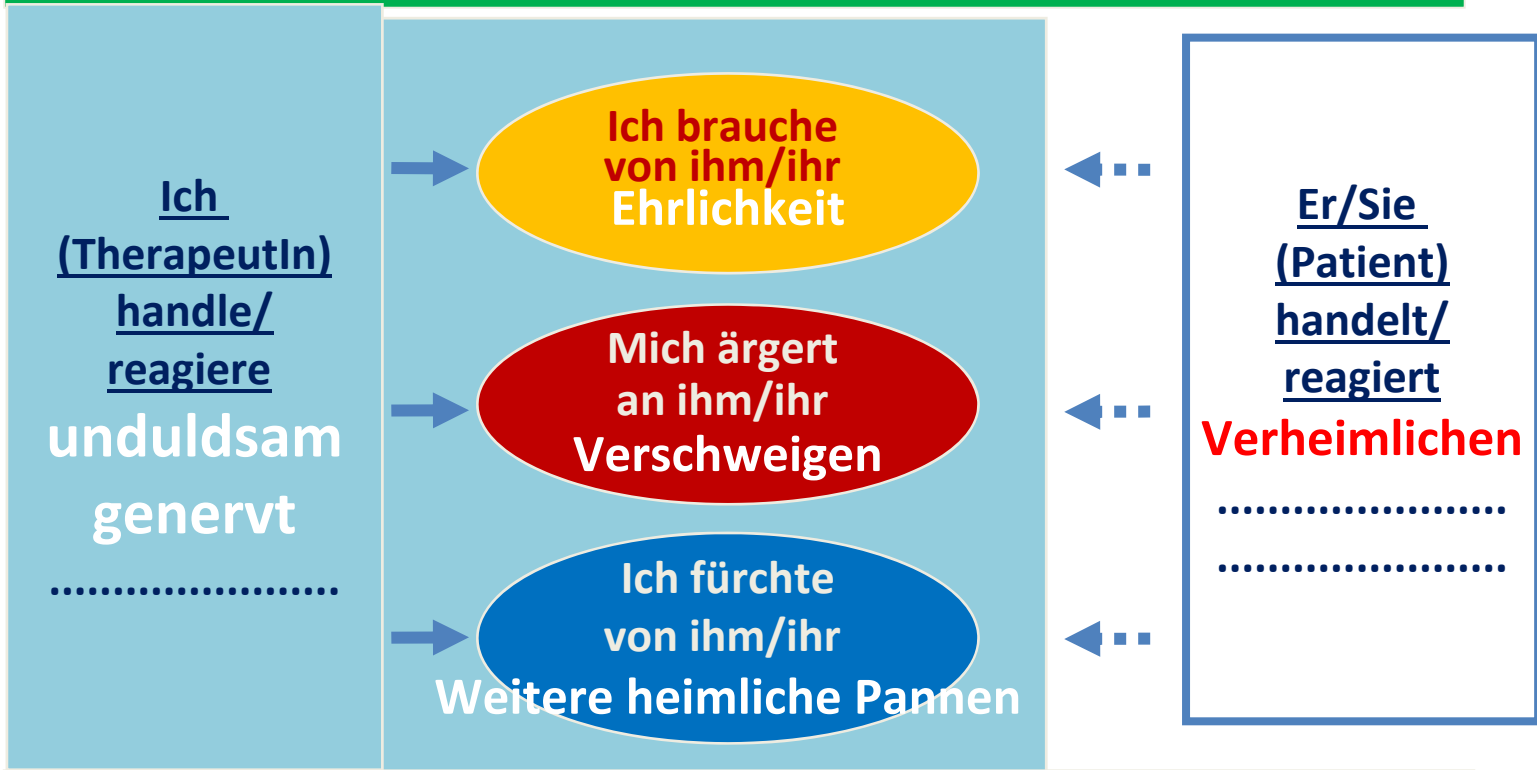 Ich
(TherapeutIn)
handle/
reagiere
unduldsam
genervt
.......................
Ich brauche
von ihm/ihr
Ehrlichkeit
Mich ärgert
an ihm/ihr
Verschweigen
Ich fürchte
von ihm/ihr
Weitere heimliche Pannen
Er/Sie
(Patient)
handelt/
reagiert
Verheimlichen
.......................
.......................